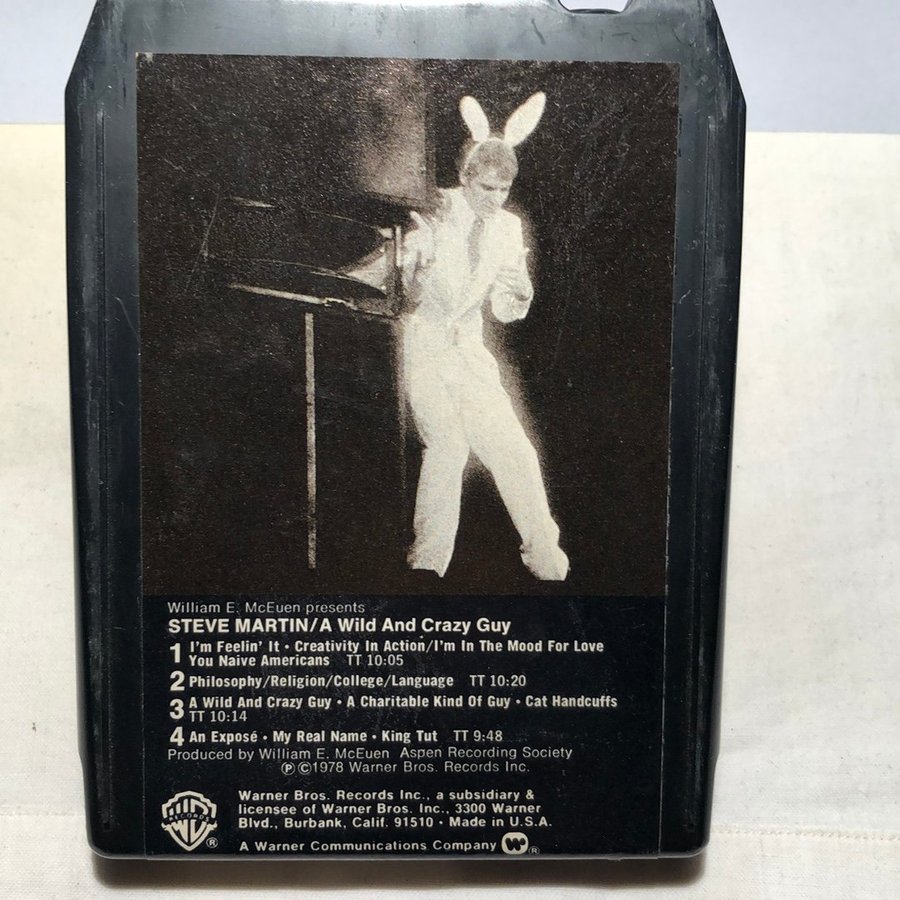 William E. McEuen presents
STEVE MARTIN/A Wild And Crazy Guy
1 I'm Feelin' It • Creativity In Action/I'm In The Mood For Love
You Naive Americans TT 10:05
2 Philosophy/Religion/College/Language TT 10:20
3 A Wild And Crazy Guy • A Charitable Kind Of Guy • Cat Handcuffs
TT 10:14
4 An Exposé • My Real Name • King Tut TT 9:48
Produced by William E. McEuen Aspen Recording Society
℗ ©1978 Warner Bros. Records Inc.
WB RECORDS ®
Warner Bros. Records Inc., a subsidiary &
licensee of Warner Bros. Inc., 3300 Warner
Blvd., Burbank, Calif. 91510 • Made in U.S.A.
A Warner Communications Company ®